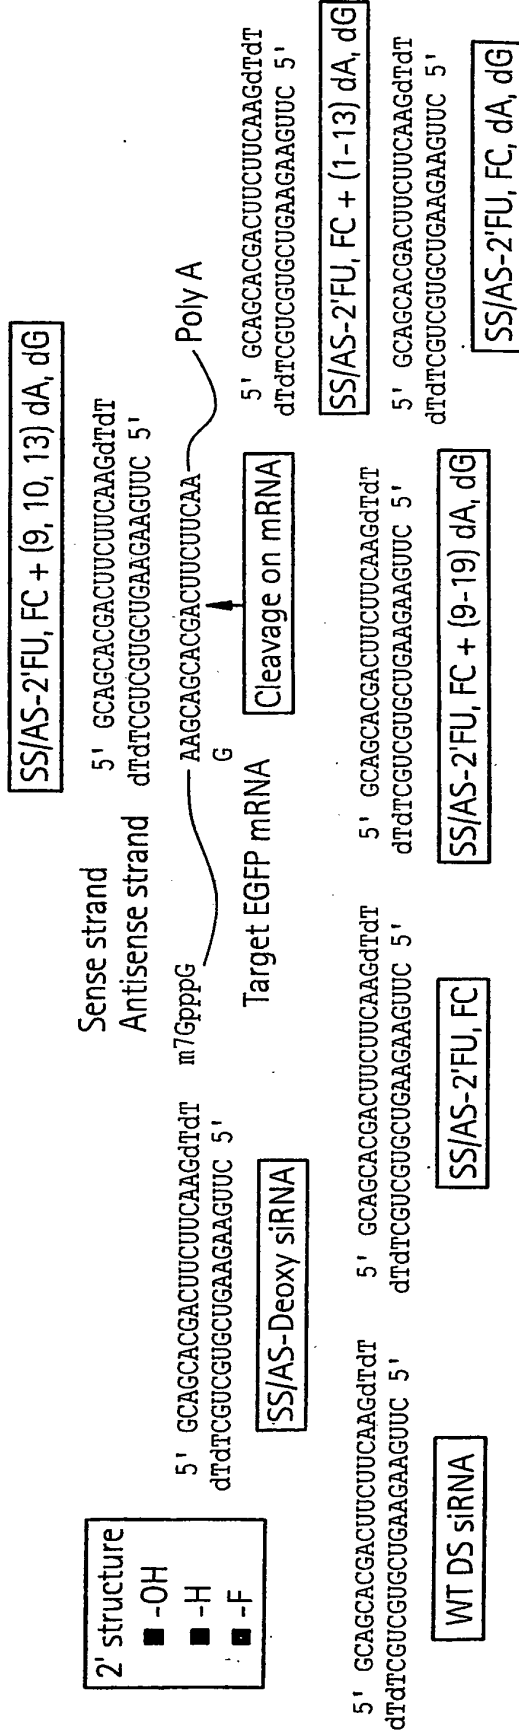 SS/AS-2'FU, FC + (9, 10, 13) dA, dG
Sense strand
5' GCAGCACGACUUCUUCAAGdTdT
Antisense strand
dTdTCGUCGUGCUGAAGAAGUUC 5'
m7GpppG
AAGCAGCACGACUUCUUCAA
G
Poly A
Target EGFP mRNA
Cleavage on mRNA
2' structure
-OH
-H
-F
5' GCAGCACGACUUCUUCAAGdTdT
dTdTCGUCGUGCUGAAGAAGUUC 5'
SS/AS-Deoxy siRNA
5' GCAGCACGACUUCUUCAAGdTdT
dTdTCGUCGUGCUGAAGAAGUUC 5'
SS/AS-2'FU, FC + (1-13) dA, dG
5' GCAGCACGACUUCUUCAAGdTdT
dTdTCGUCGUGCUGAAGAAGUUC 5'
WT DS siRNA
5' GCAGCACGACUUCUUCAAGdTdT
dTdTCGUCGUGCUGAAGAAGUUC 5'
SS/AS-2'FU, FC
5' GCAGCACGACUUCUUCAAGdTdT
dTdTCGUCGUGCUGAAGAAGUUC 5'
SS/AS-2'FU, FC + (9-19) dA, dG
5' GCAGCACGACUUCUUCAAGdTdT
dTdTCGUCGUGCUGAAGAAGUUC 5'
SS/AS-2'FU, FC, dA, dG